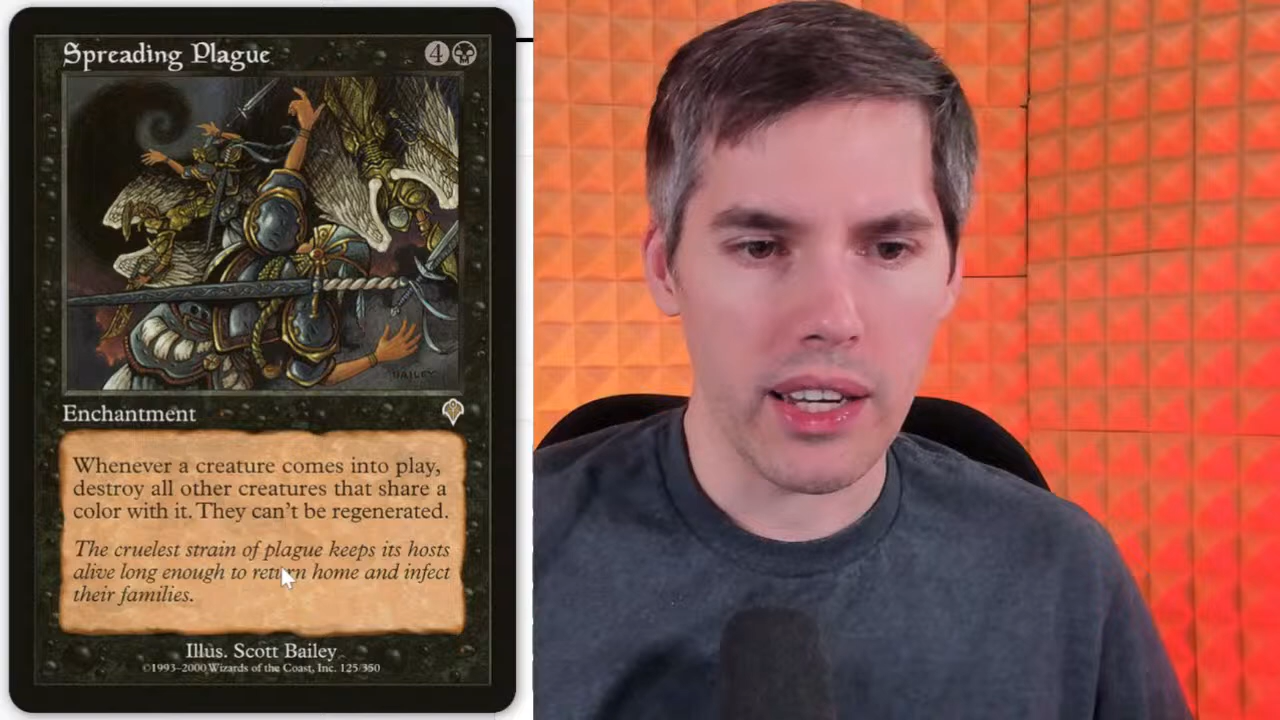 Spreading Plague
4
BAILEY
Enchantment
Whenever a creature comes into play,
destroy all other creatures that share a
color with it. They can't be regenerated.
The cruelest strain of plague keeps its hosts
alive long enough to return home and infect
their families.
Illus. Scott Bailey
©1993–2000 Wizards of the Coast, Inc. 125/350